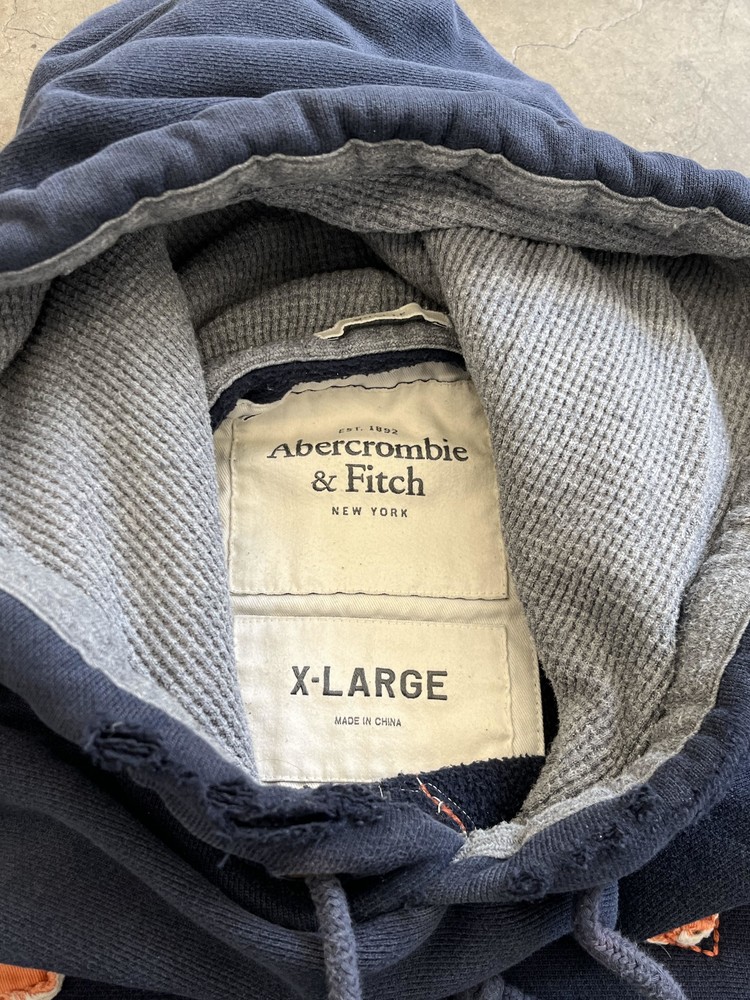 EST. 1892
Abercrombie
& Fitch
NEW YORK
X-LARGE
MADE IN CHINA